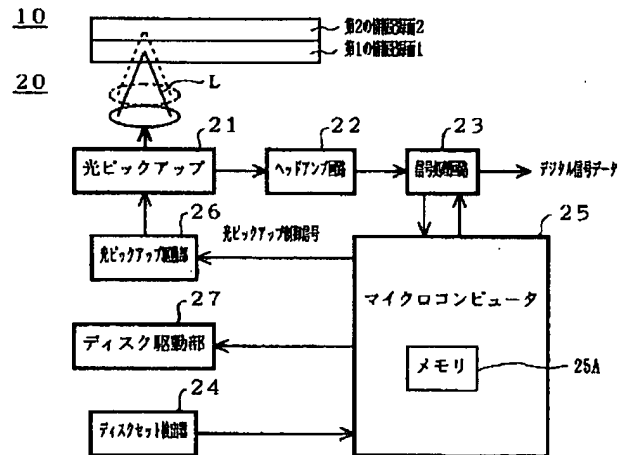 10
第2の情報記録面2
第1の情報記録面1
20
L
21
22
23
光ピックアップ
ヘッドアンプ回路
信号処理回路
デジタル信号データ
26
25
光ピックアップ制御信号
光ピックアップ駆動部
マイクロコンピュータ
27
ディスク駆動部
メモリ
25A
24
ディスクセット検出器